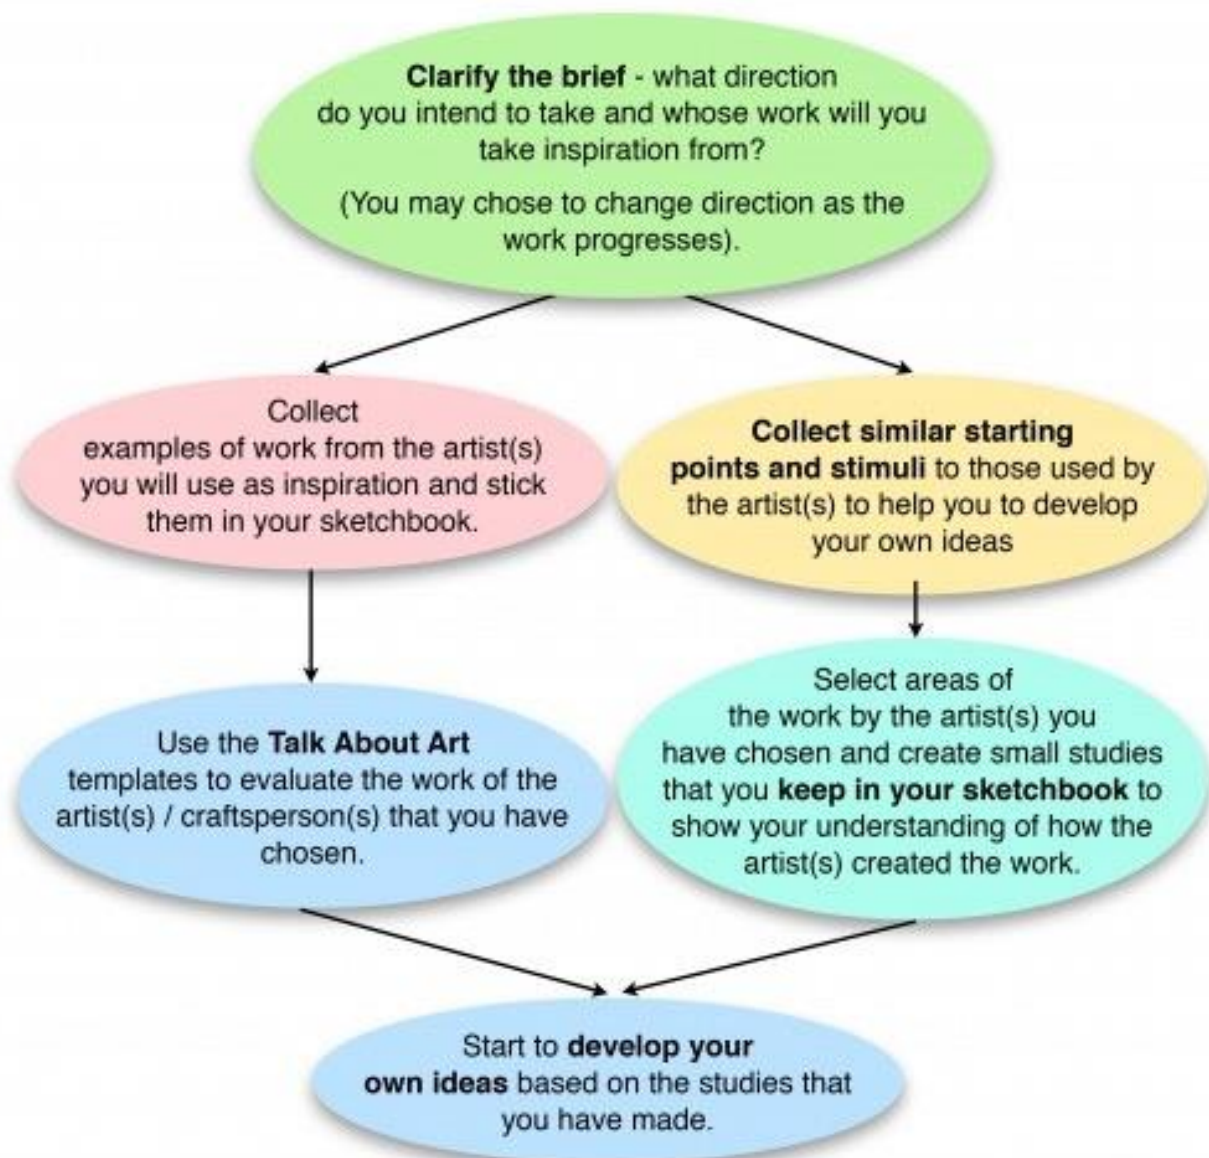 Clarify the brief - what direction
do you intend to take and whose work will you
take inspiration from?
(You may chose to change direction as the
work progresses).
Collect
examples of work from the artist(s)
you will use as inspiration and stick
them in your sketchbook.
Collect similar starting
points and stimuli to those used by
the artist(s) to help you to develop
your own ideas
Use the Talk About Art
templates to evaluate the work of the
artist(s) / craftsperson(s) that you have
chosen.
Select areas of
the work by the artist(s) you
have chosen and create small studies
that you keep in your sketchbook to
show your understanding of how the
artist(s) created the work.
Start to develop your
own ideas based on the studies that
you have made.